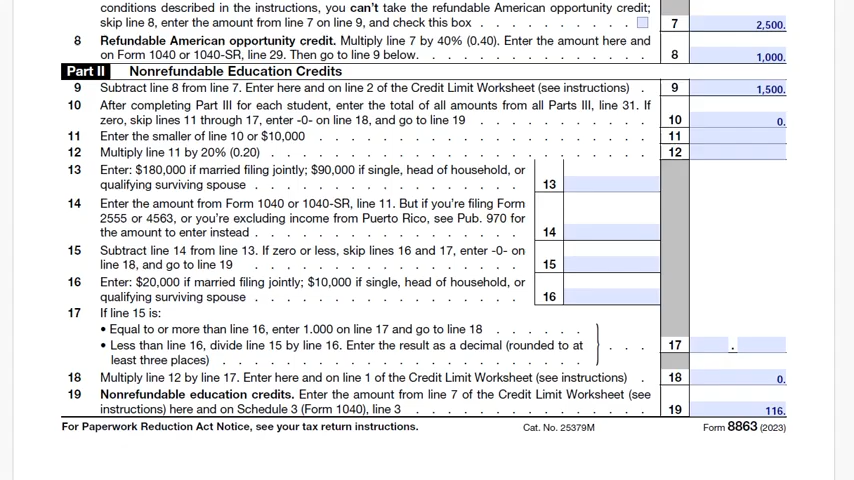 conditions described in the instructions, you can't take the refundable American opportunity credit;
skip line 8, enter the amount from line 7 on line 9, and check this box . . . . . . . . . 7 2,500.
8 Refundable American opportunity credit. Multiply line 7 by 40% (0.40). Enter the amount here and
on Form 1040 or 1040-SR, line 29. Then go to line 9 below. . . . . . . . . . . . . . . 8 1,000.
Part II Nonrefundable Education Credits
9 Subtract line 8 from line 7. Enter here and on line 2 of the Credit Limit Worksheet (see instructions) . 9 1,500.
10 After completing Part III for each student, enter the total of all amounts from all Parts III, line 31. If
zero, skip lines 11 through 17, enter -0- on line 18, and go to line 19 . . . . . . . . . . . 10 0.
11 Enter the smaller of line 10 or $10,000 . . . . . . . . . . . . . . . . . . . . . 11
12 Multiply line 11 by 20% (0.20) . . . . . . . . . . . . . . . . . . . . . . . . 12
13 Enter: $180,000 if married filing jointly; $90,000 if single, head of household, or
qualifying surviving spouse . . . . . . . . . . . . . . . . . 13
14 Enter the amount from Form 1040 or 1040-SR, line 11. But if you're filing Form
2555 or 4563, or you're excluding income from Puerto Rico, see Pub. 970 for
the amount to enter instead . . . . . . . . . . . . . . . . . 14
15 Subtract line 14 from line 13. If zero or less, skip lines 16 and 17, enter -0- on
line 18, and go to line 19 . . . . . . . . . . . . . . . . . 15
16 Enter: $20,000 if married filing jointly; $10,000 if single, head of household, or
qualifying surviving spouse . . . . . . . . . . . . . . . . . 16
17 If line 15 is:
• Equal to or more than line 16, enter 1.000 on line 17 and go to line 18 . . . . . .
• Less than line 16, divide line 15 by line 16. Enter the result as a decimal (rounded to at . . . 17 .
least three places) . . . . . . . . . . . . . . . . . . . . . .
18 Multiply line 12 by line 17. Enter here and on line 1 of the Credit Limit Worksheet (see instructions) . 18 0.
19 Nonrefundable education credits. Enter the amount from line 7 of the Credit Limit Worksheet (see
instructions) here and on Schedule 3 (Form 1040), line 3 . . . . . . . . . . . . . . . 19 116.
For Paperwork Reduction Act Notice, see your tax return instructions. Cat. No. 25379M Form 8863 (2023)